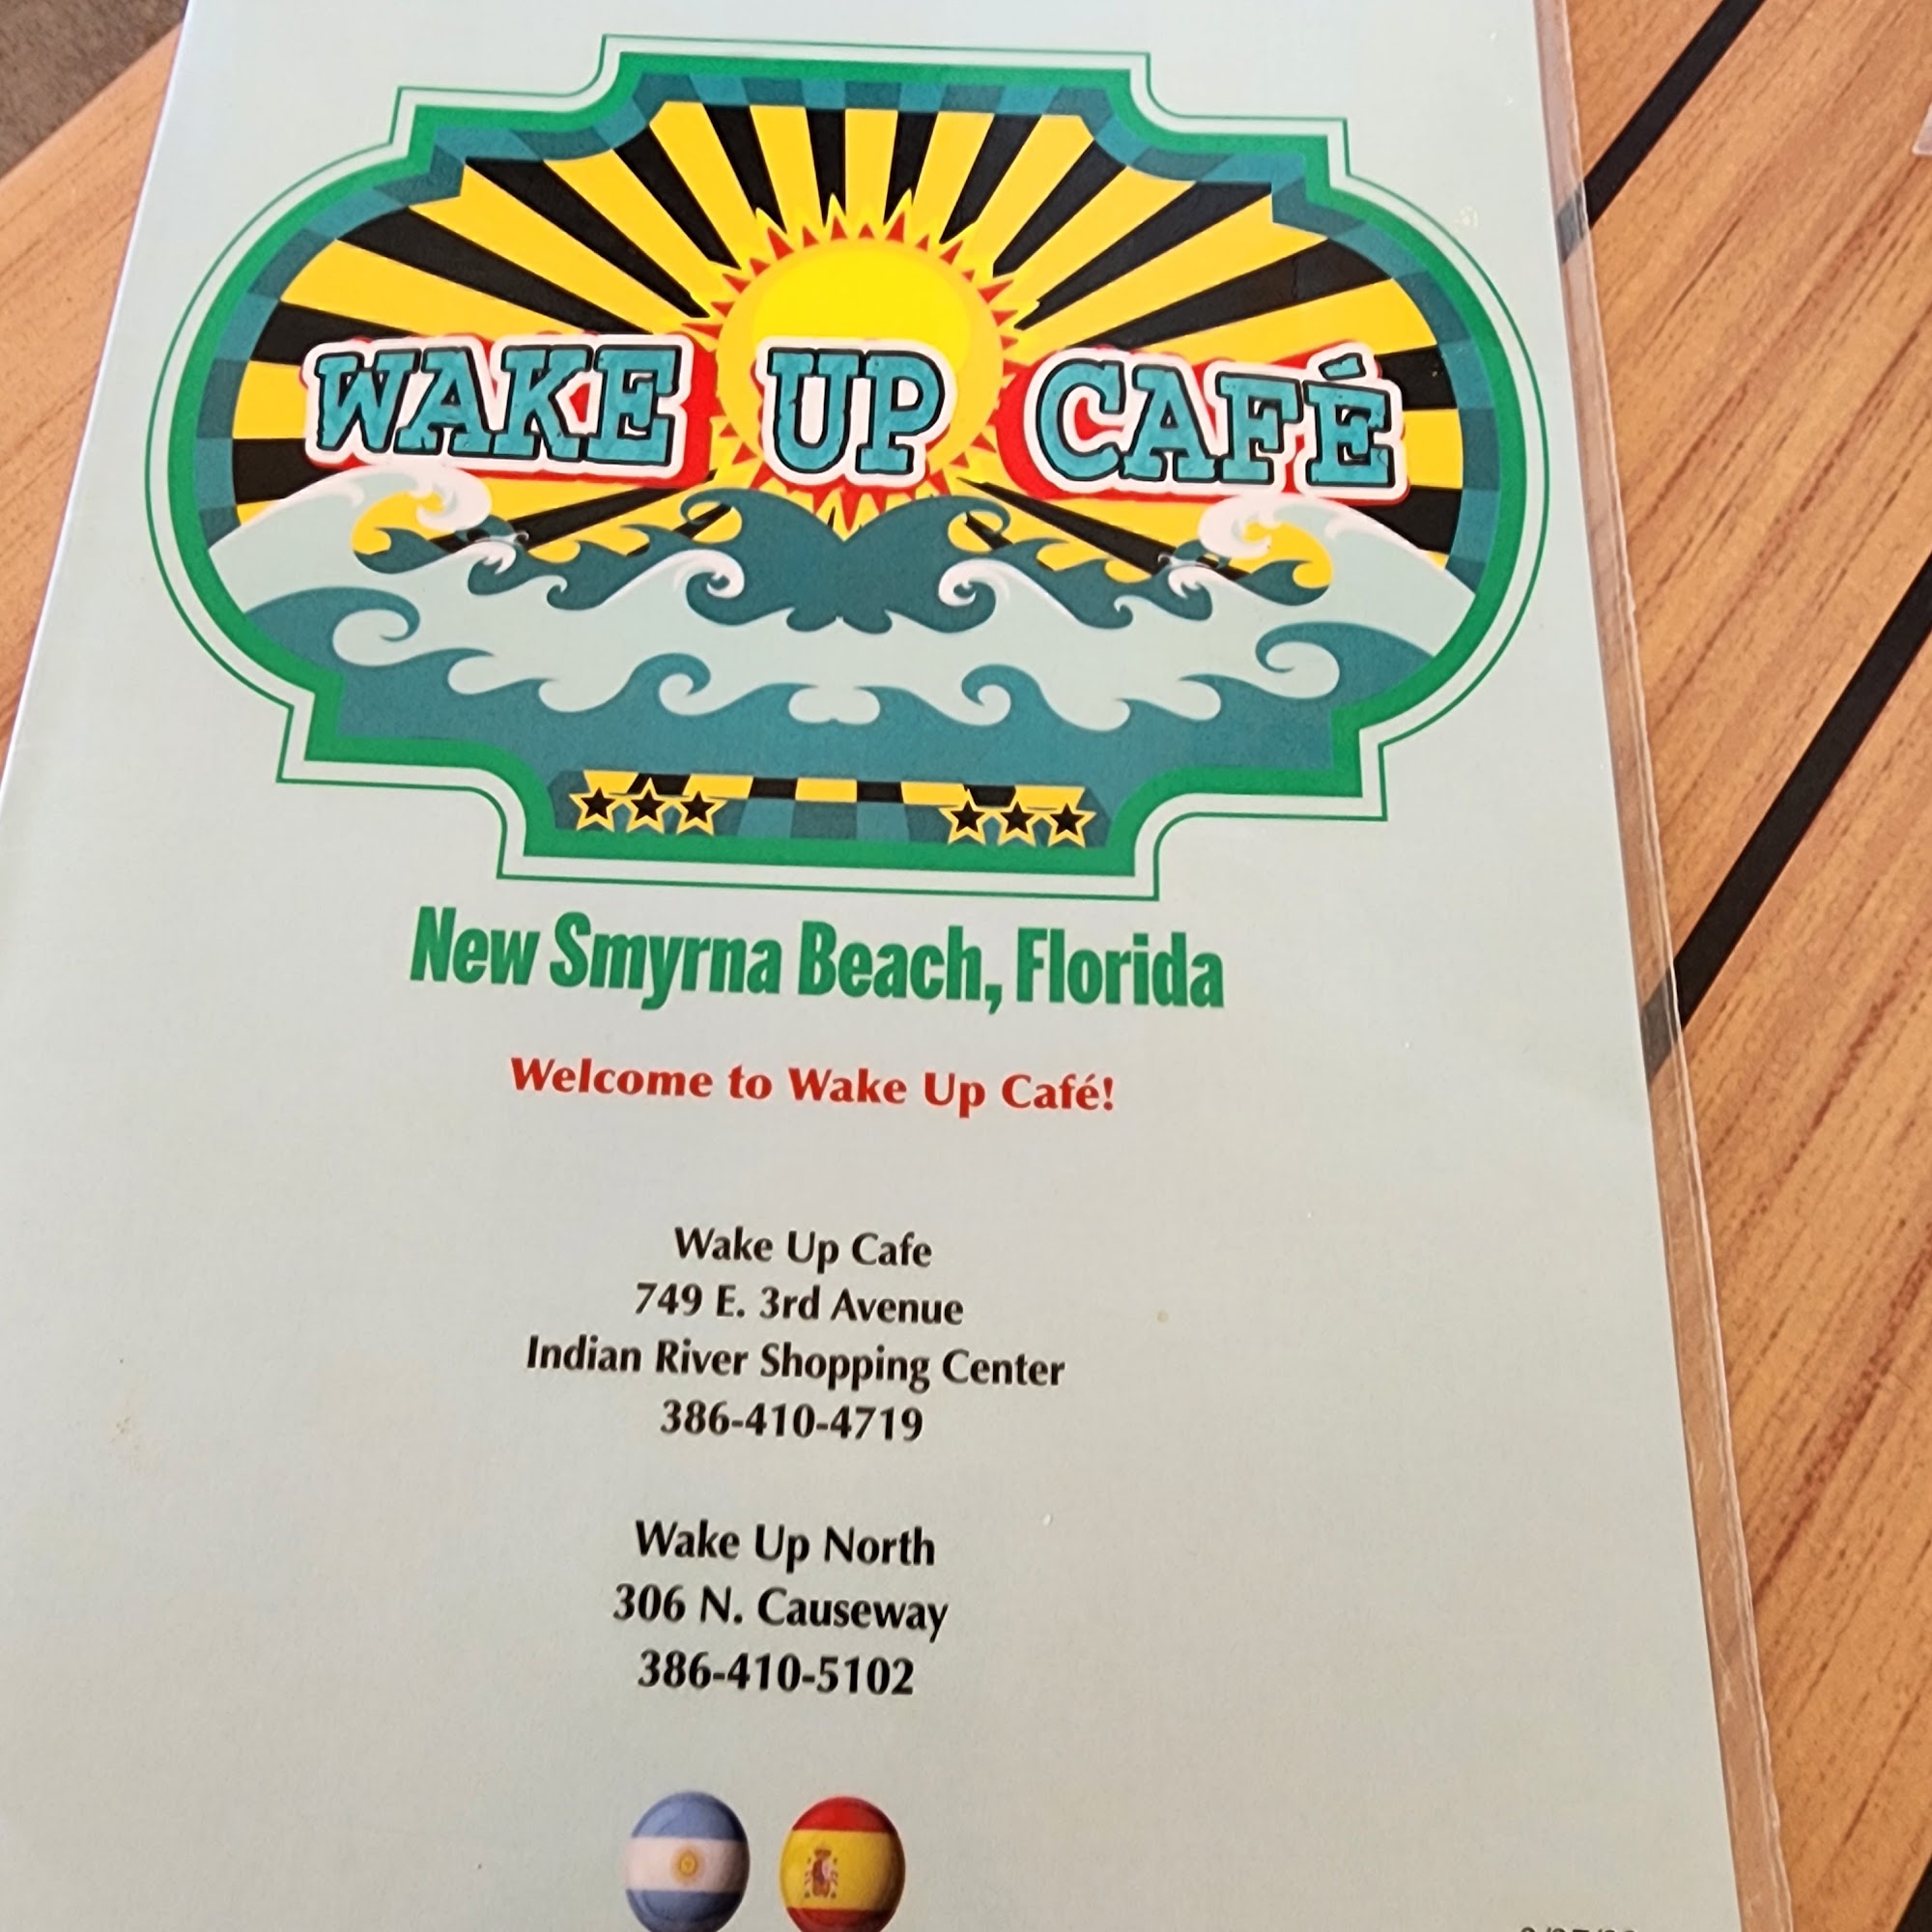 WAKE UP CAFÉ
New Smyrna Beach, Florida
Welcome to Wake Up Café!
Wake Up Cafe
749 E. 3rd Avenue
Indian River Shopping Center
386-410-4719
Wake Up North
306 N. Causeway
386-410-5102